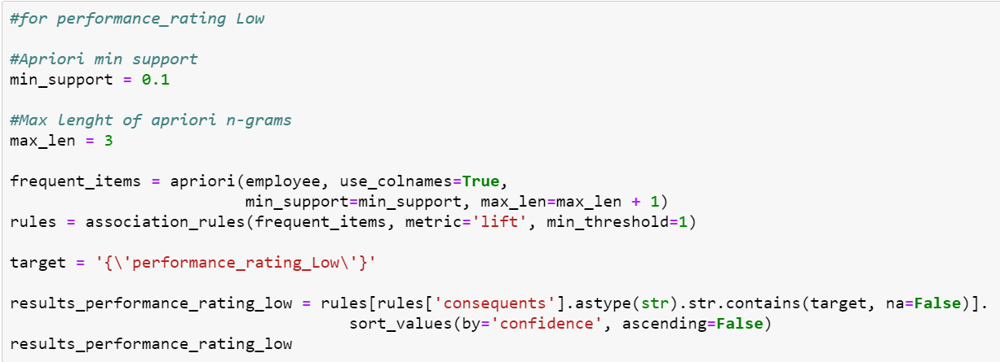 #for performance_rating Low
#Apriori min support
min_support = 0.1
#Max Lenght of apriori n-grams
max_len = 3
frequent_items = apriori(employee, use_colnames=True,
min_support=min_support, max_len=max_len + 1)
rules = association_rules(frequent_items, metric='lift', min_threshold=1)
target = '{\'performance_rating_Low\'}'
results_performance_rating_low = rules[rules['consequents'].astype(str).str.contains(target, na=False)].
sort_values(by='confidence', ascending=False)
results_performance_rating_low